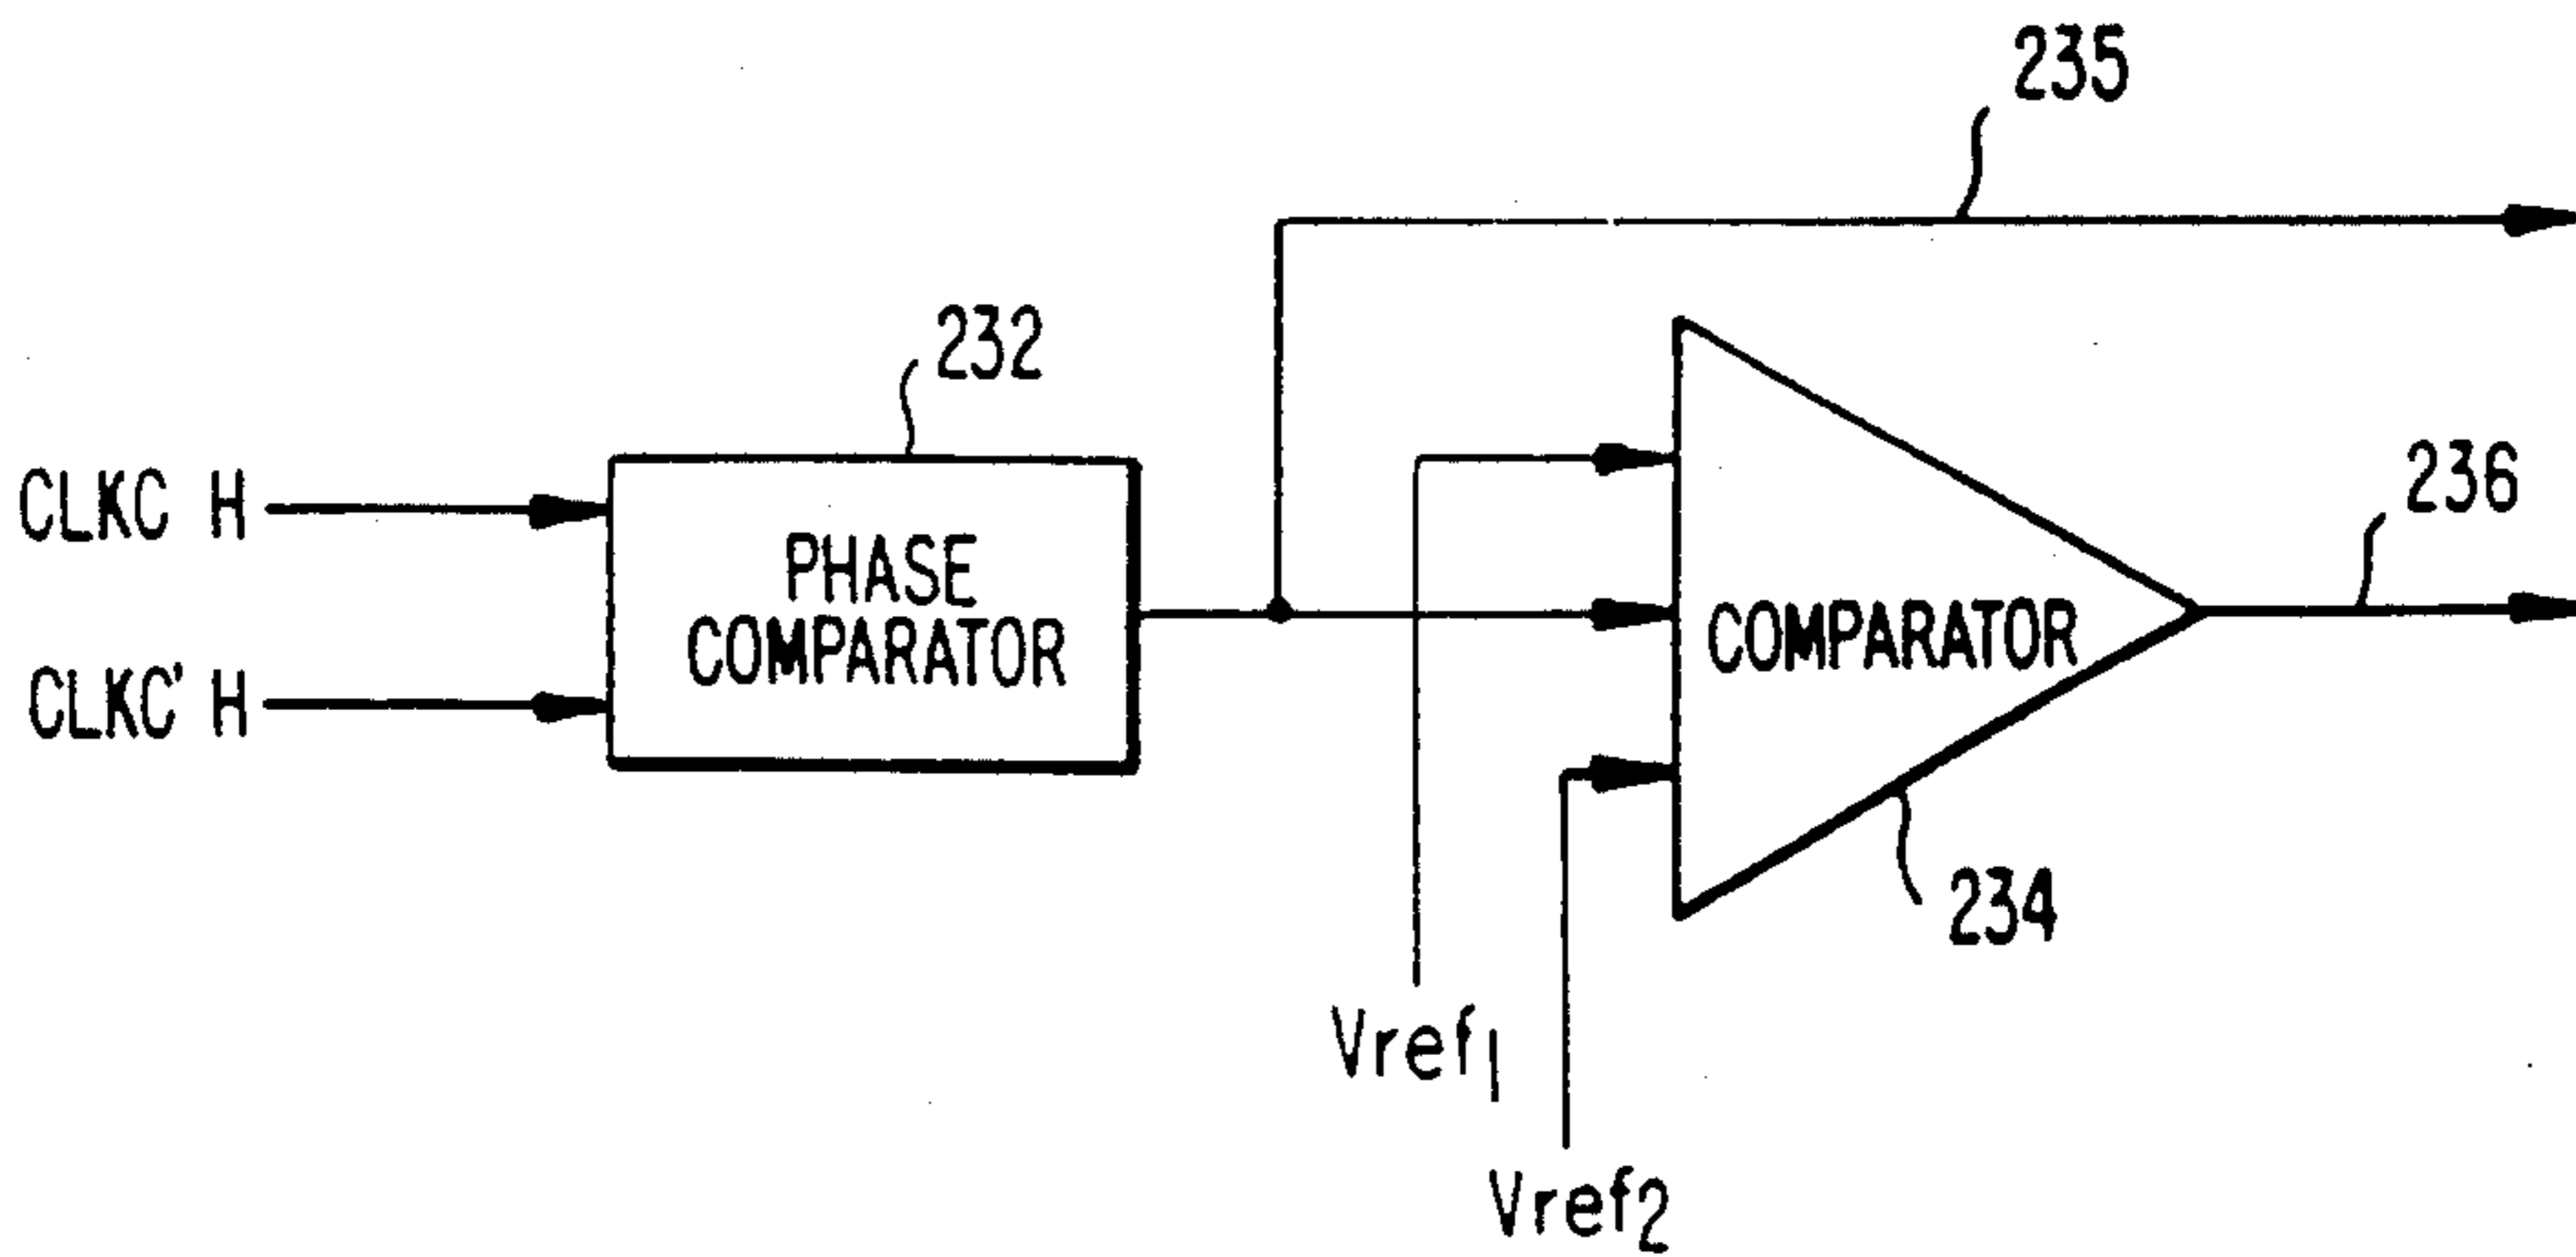 235
232
CLKC H
PHASE
COMPARATOR
CLKC' H
COMPARATOR
236
234
Vref1
Vref2